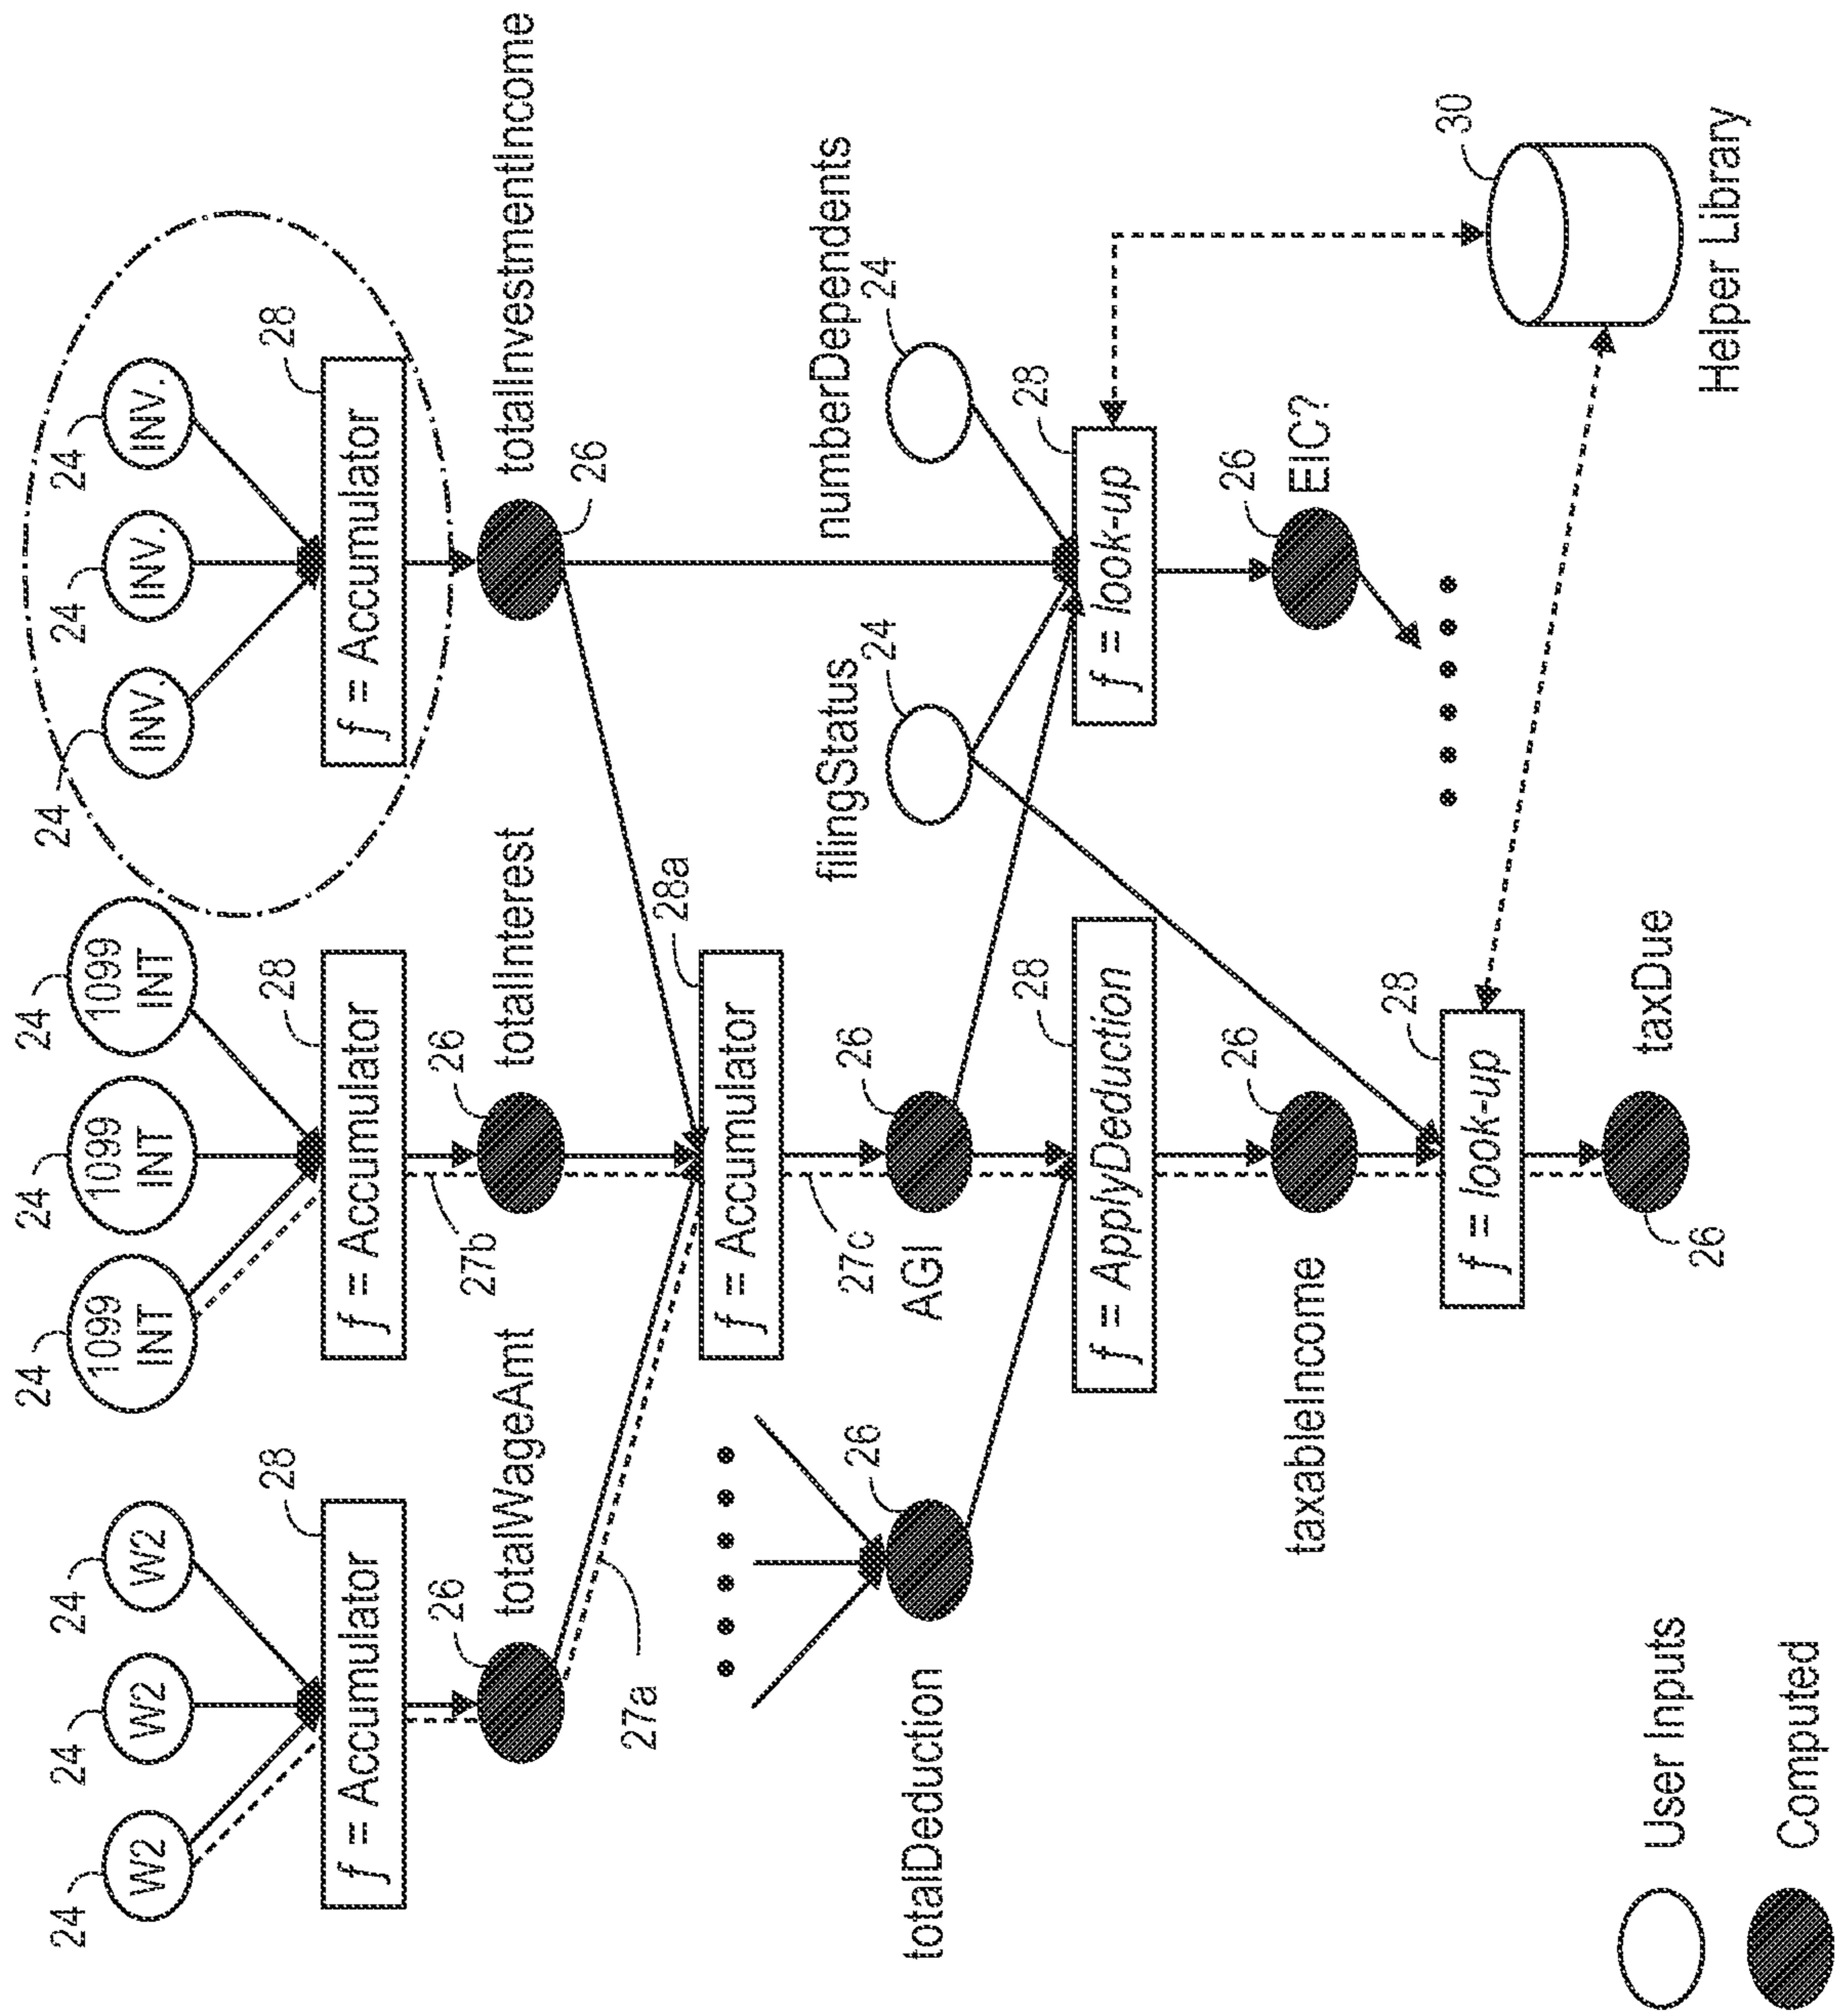 24
24
24
24
24
24
24
24
24
W2
W2
W2
1099
INT
1099
INT
1099
INT
INV.
INV.
INV.
28
28
28
f = Accumulator
f = Accumulator
f = Accumulator
26
totalWageAmt
27b
26
totalInterest
26
totalInvestmentIncome
27a
28a
f = Accumulator
27c
totalDeduction
26
AGI
26
filingStatus
24
numberDependents
24
28
f = ApplyDeduction
28
f = look-up
taxableIncome
26
26
EIC?
28
f = look-up
30
Helper Library
26
taxDue
User Inputs
Computed